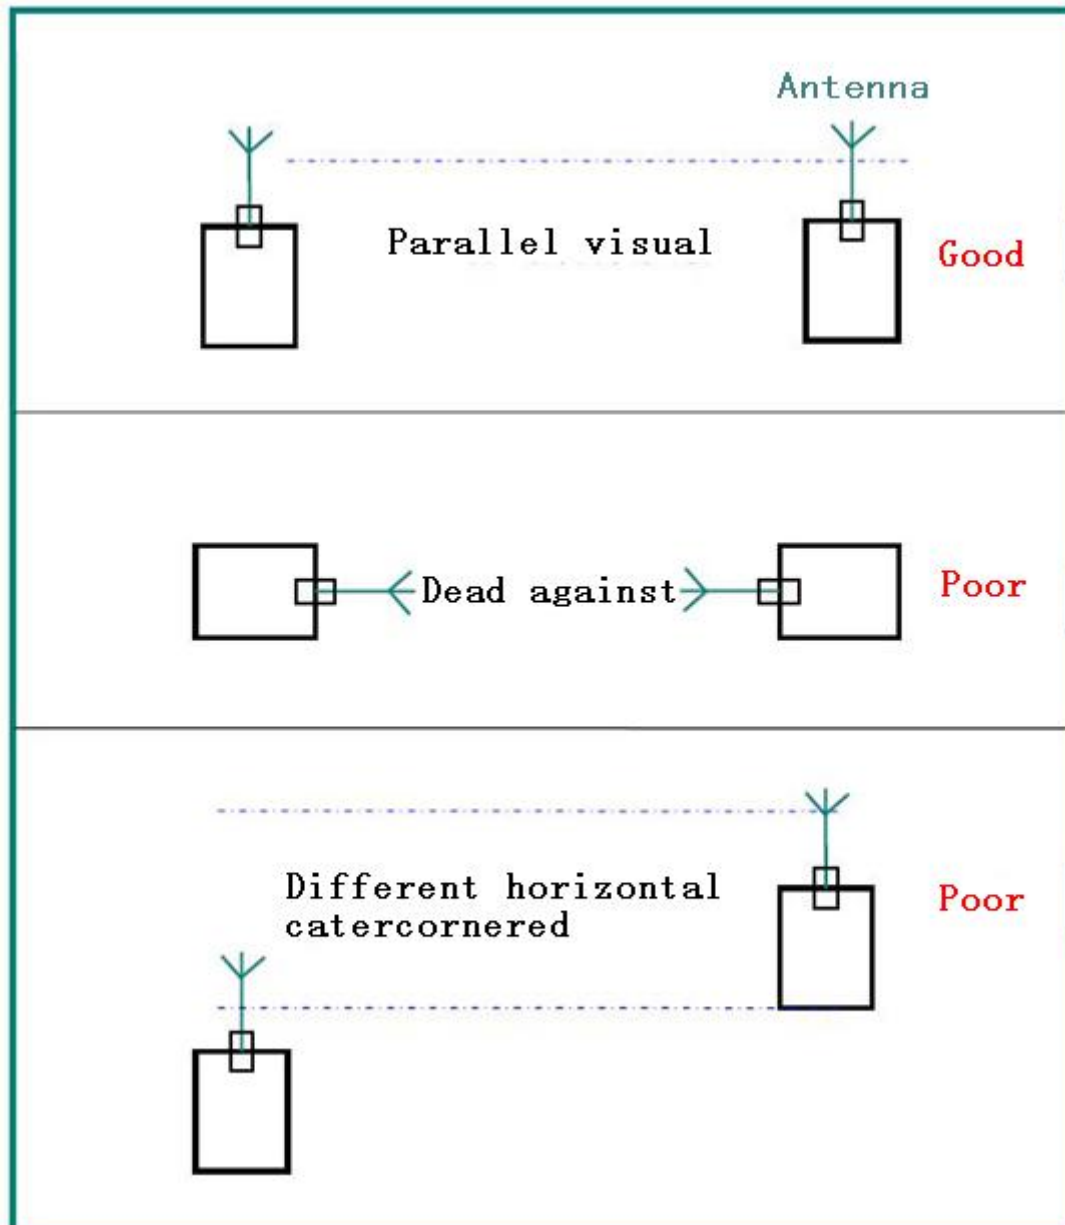 Antenna
Parallel visual
Good
Dead against
Poor
Different horizontal
catercornered
Poor